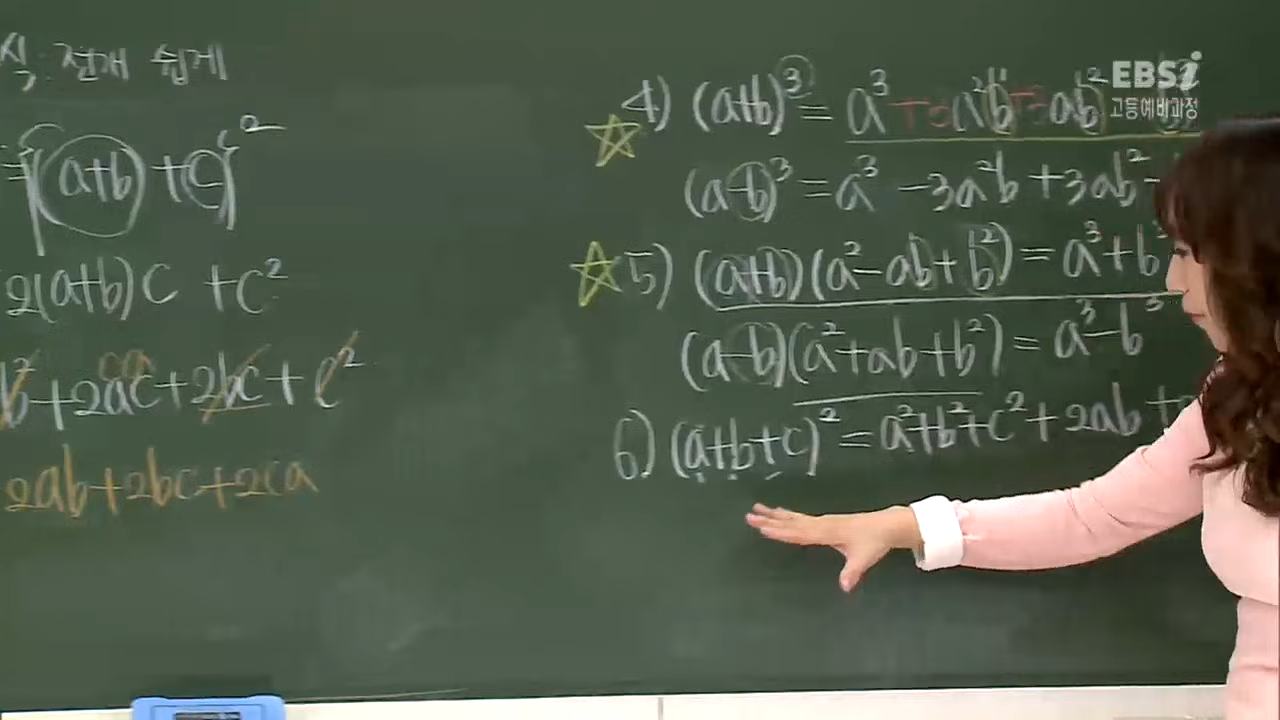 식, 전개 쉽게
={(a+b)+c}²
2(a+b)c +c²
b²+2ac+2bc+c²
ca
2ab+2bc+2ca
4) (a+b)³=a³+3a²b+3ab²
(a-b)³=a³-3a²b+3ab²-
5) (a+b)(a²-ab+b²)=a³+b³
(a-b)(a²+ab+b²)=a³-b³
6) (a+b+c)²=a²+b²+c²+2ab+
EBSi
고등예비과정